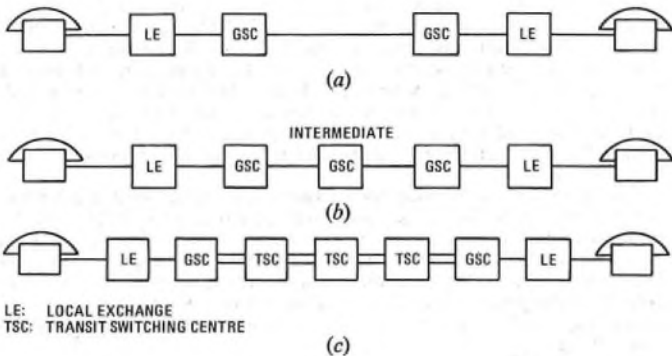 LE GSC GSC LE
(a)
INTERMEDIATE
LE GSC GSC GSC LE
(b)
LE GSC TSC TSC TSC GSC LE
LE: LOCAL EXCHANGE
TSC: TRANSIT SWITCHING CENTRE
(c)